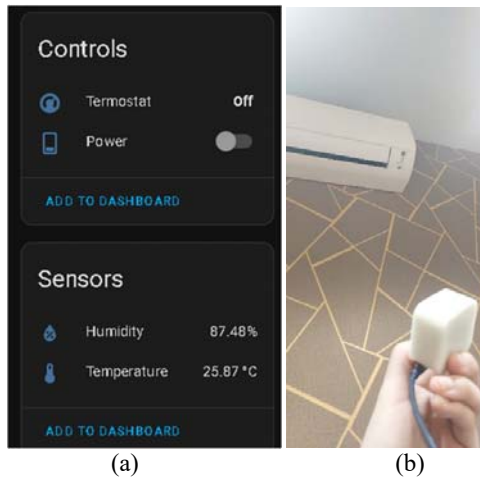 Controls
Termostat Off
Power
ADD TO DASHBOARD
Sensors
Humidity 87.48%
Temperature 25.87 °C
ADD TO DASHBOARD
(a) (b)